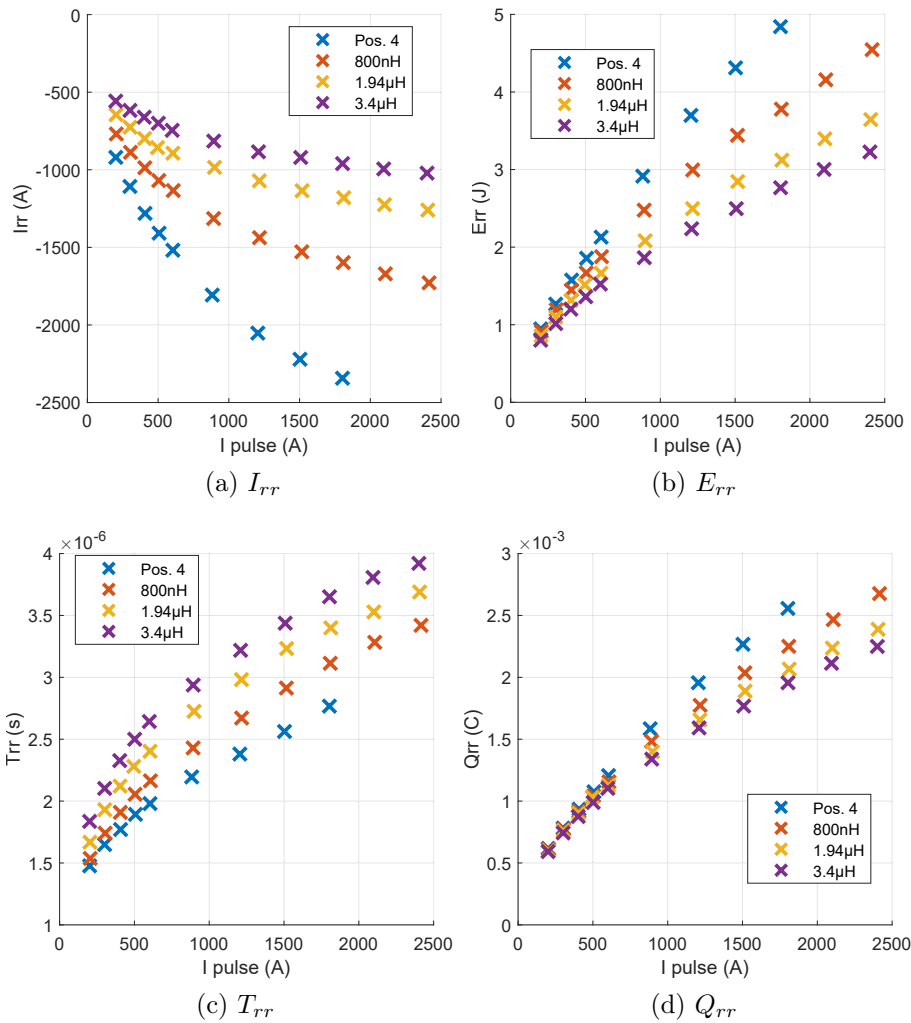 0
-500
-1000
-1500
-2000
-2500
Irr (A)
0 500 1000 1500 2000 2500
I pulse (A)
Pos. 4
800nH
1.94µH
3.4µH
(a) I_rr
5
4
3
2
1
0
Err (J)
0 500 1000 1500 2000 2500
I pulse (A)
Pos. 4
800nH
1.94µH
3.4µH
(b) E_rr
×10^-6
4
3.5
3
2.5
2
1.5
1
Trr (s)
0 500 1000 1500 2000 2500
I pulse (A)
Pos. 4
800nH
1.94µH
3.4µH
(c) T_rr
×10^-3
3
2.5
2
1.5
1
0.5
0
Qrr (C)
0 500 1000 1500 2000 2500
I pulse (A)
Pos. 4
800nH
1.94µH
3.4µH
(d) Q_rr